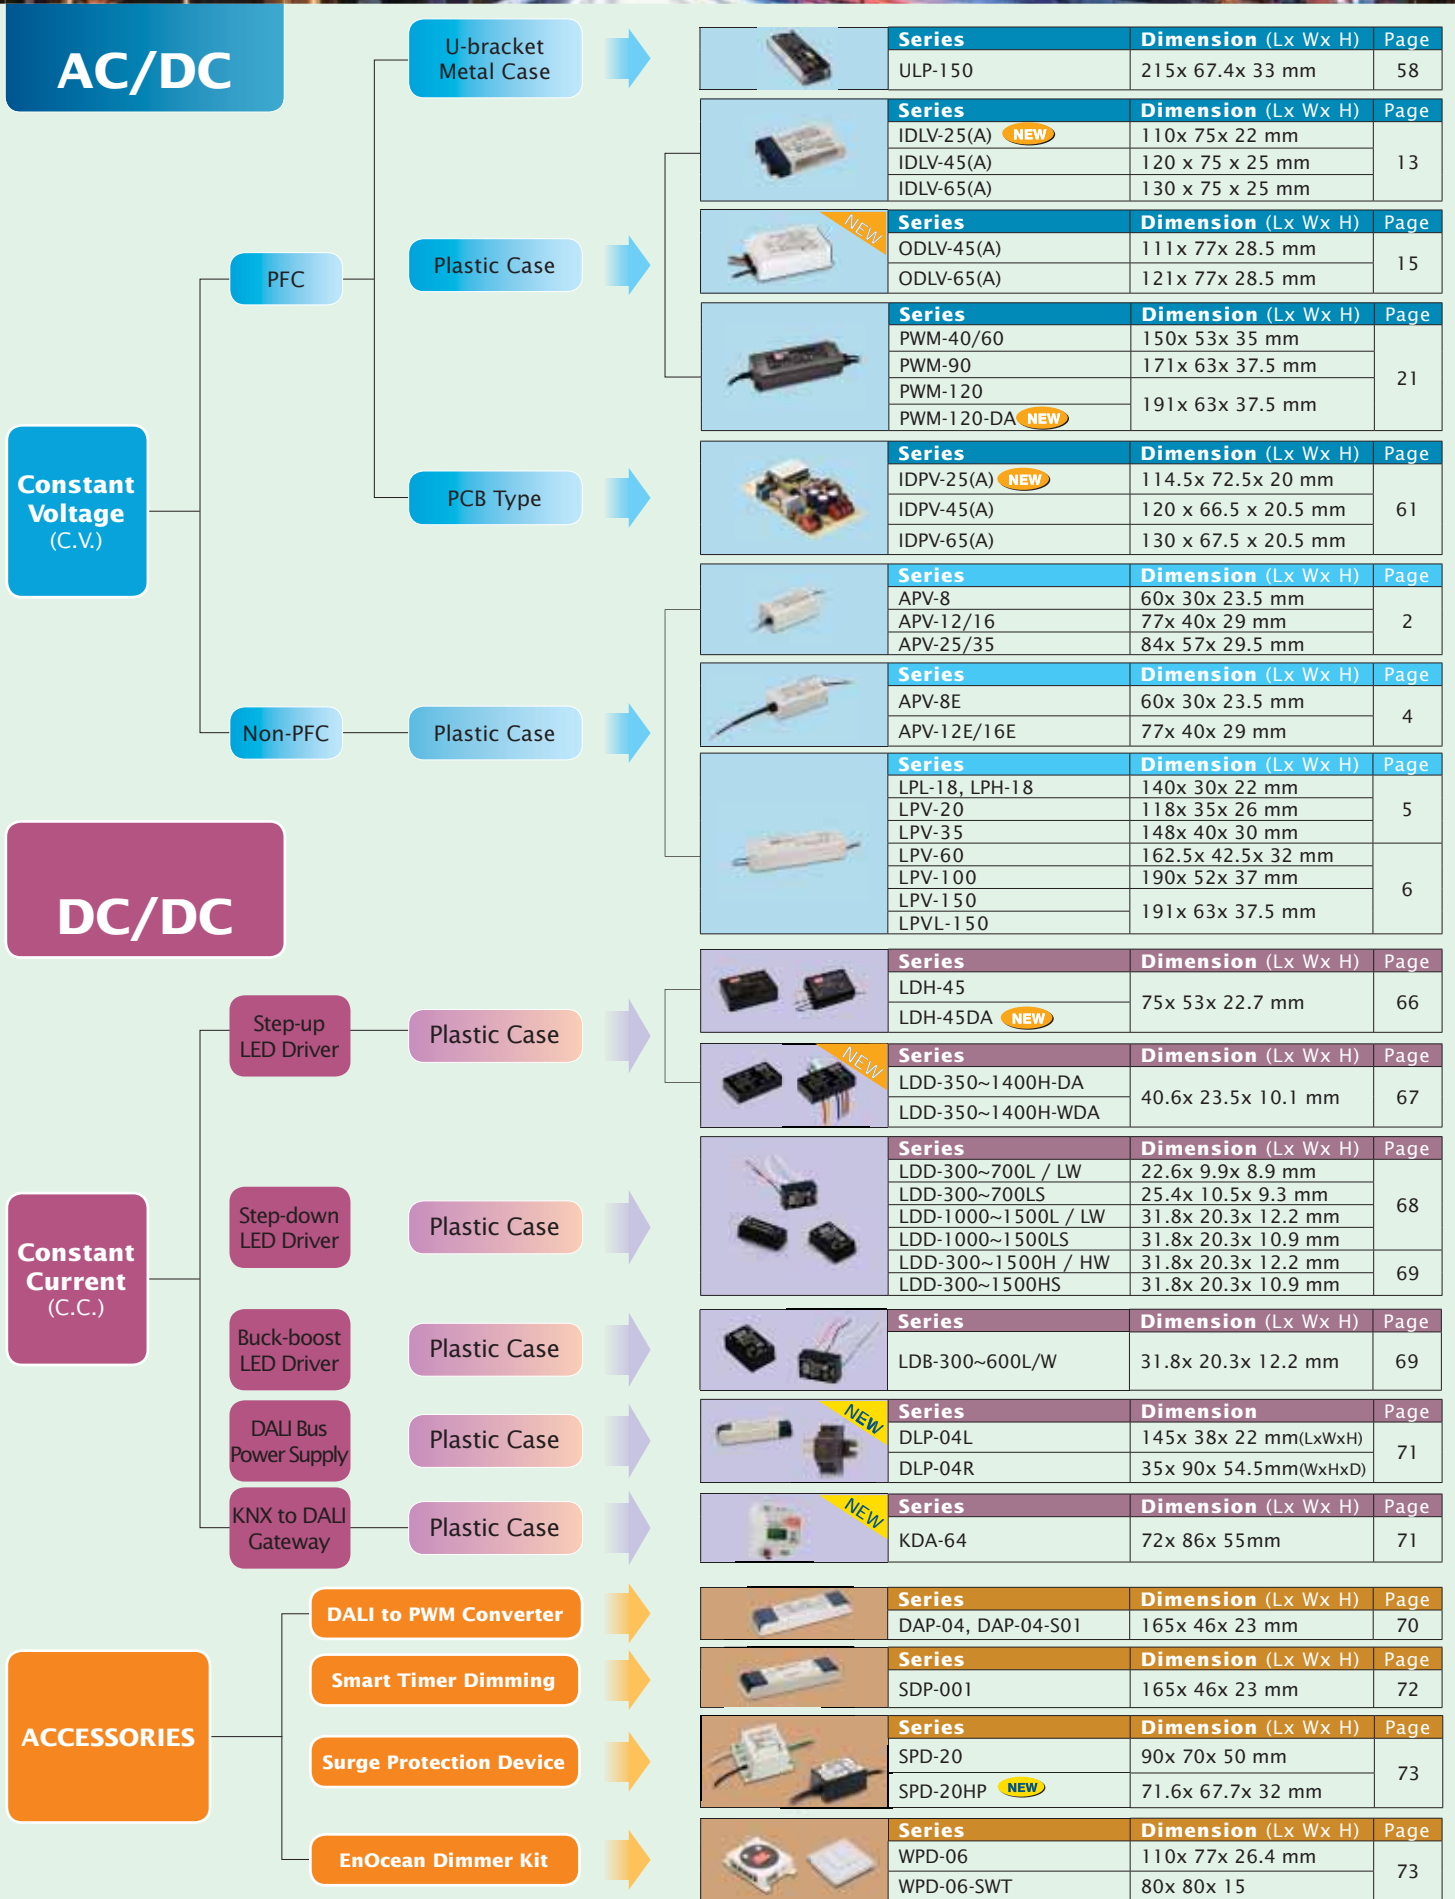 AC/DC
U-bracket
Metal Case
Series Dimension (Lx Wx H) Page
ULP-150 215x 67.4x 33 mm 58
PFC
Plastic Case
Series Dimension (Lx Wx H) Page
IDLV-25(A) NEW 110x 75x 22 mm
IDLV-45(A) 120 x 75 x 25 mm 13
IDLV-65(A) 130 x 75 x 25 mm
NEW
Series Dimension (Lx Wx H) Page
ODLV-45(A) 111x 77x 28.5 mm
15
ODLV-65(A) 121x 77x 28.5 mm
Series Dimension (Lx Wx H) Page
PWM-40/60 150x 53x 35 mm
PWM-90 171x 63x 37.5 mm
21
PWM-120
191x 63x 37.5 mm
PWM-120-DA NEW
Constant
Voltage
(C.V.)
PCB Type
Series Dimension (Lx Wx H) Page
IDPV-25(A) NEW 114.5x 72.5x 20 mm
IDPV-45(A) 120 x 66.5 x 20.5 mm 61
IDPV-65(A) 130 x 67.5 x 20.5 mm
Non-PFC
Plastic Case
Series Dimension (Lx Wx H) Page
APV-8 60x 30x 23.5 mm
APV-12/16 77x 40x 29 mm 2
APV-25/35 84x 57x 29.5 mm
Series Dimension (Lx Wx H) Page
APV-8E 60x 30x 23.5 mm
4
APV-12E/16E 77x 40x 29 mm
Series Dimension (Lx Wx H) Page
LPL-18, LPH-18 140x 30x 22 mm
LPV-20 118x 35x 26 mm 5
LPV-35 148x 40x 30 mm
LPV-60 162.5x 42.5x 32 mm
LPV-100 190x 52x 37 mm
6
LPV-150
191x 63x 37.5 mm
LPVL-150
DC/DC
Step-up
LED Driver
Plastic Case
Series Dimension (Lx Wx H) Page
LDH-45
75x 53x 22.7 mm 66
LDH-45DA NEW
NEW
Series Dimension (Lx Wx H) Page
LDD-350~1400H-DA
40.6x 23.5x 10.1 mm 67
LDD-350~1400H-WDA
Constant
Current
(C.C.)
Step-down
LED Driver
Plastic Case
Series Dimension (Lx Wx H) Page
LDD-300~700L / LW 22.6x 9.9x 8.9 mm
LDD-300~700LS 25.4x 10.5x 9.3 mm
68
LDD-1000~1500L / LW 31.8x 20.3x 12.2 mm
LDD-1000~1500LS 31.8x 20.3x 10.9 mm
LDD-300~1500H / HW 31.8x 20.3x 12.2 mm
69
LDD-300~1500HS 31.8x 20.3x 10.9 mm
Buck-boost
LED Driver
Plastic Case
Series Dimension (Lx Wx H) Page
LDB-300~600L/W 31.8x 20.3x 12.2 mm 69
DALI Bus
Power Supply
Plastic Case
NEW
Series Dimension Page
DLP-04L 145x 38x 22 mm(LxWxH)
71
DLP-04R 35x 90x 54.5mm(WxHxD)
KNX to DALI
Gateway
Plastic Case
NEW
Series Dimension (Lx Wx H) Page
KDA-64 72x 86x 55mm 71
ACCESSORIES
DALI to PWM Converter
Series Dimension (Lx Wx H) Page
DAP-04, DAP-04-S01 165x 46x 23 mm 70
Smart Timer Dimming
Series Dimension (Lx Wx H) Page
SDP-001 165x 46x 23 mm 72
Surge Protection Device
Series Dimension (Lx Wx H) Page
SPD-20 90x 70x 50 mm
73
SPD-20HP NEW 71.6x 67.7x 32 mm
EnOcean Dimmer Kit
Series Dimension (Lx Wx H) Page
WPD-06 110x 77x 26.4 mm
73
WPD-06-SWT 80x 80x 15